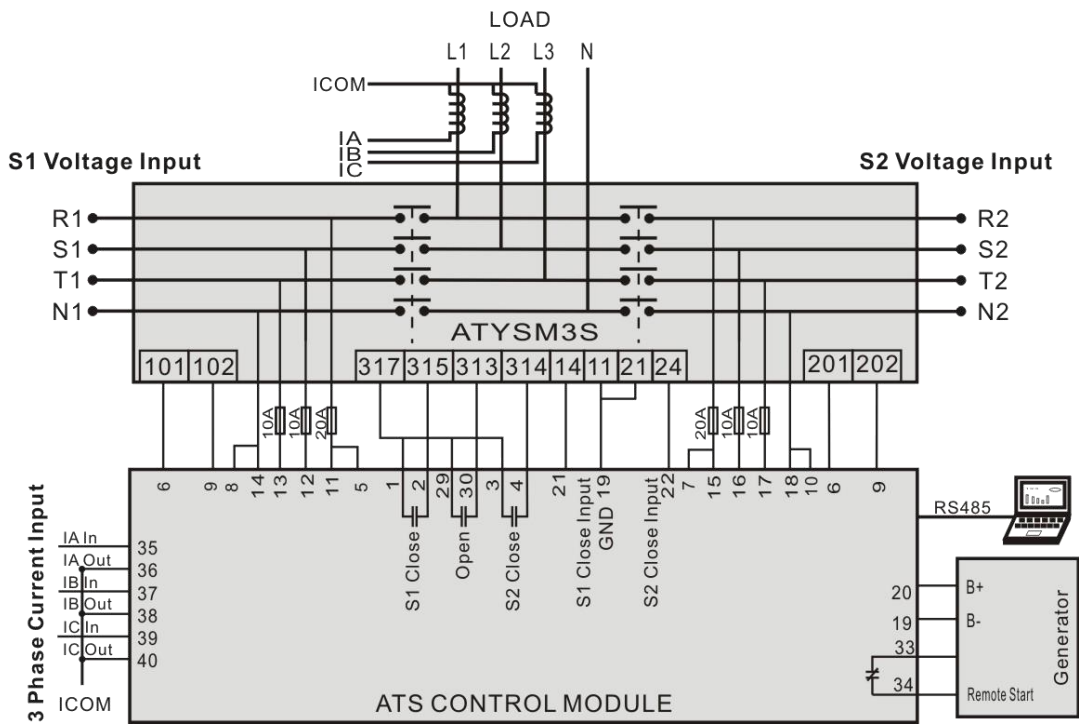 LOAD
L1 L2 L3 N
ICOM
IA
IB
IC
S1 Voltage Input
S2 Voltage Input
R1 R2
S1 S2
T1 T2
N1 N2
ATYSM3S
101 102 317 315 313 314 14 11 21 24 201 202
10A 10A 20A 20A 10A 10A
6 9 8 14 13 12 11 5 1 2 29 30 3 4 21 19 22 7 15 16 17 18 10 6 9
S1 Close
Open
S2 Close
S1 Close Input
GND
S2 Close Input
RS485
3 Phase Current Input
IA In 35
IA Out 36
IB In 37
IB Out 38
IC In 39
IC Out 40
ICOM
20 B+
19 B-
33
34 Remote Start
Generator
ATS CONTROL MODULE